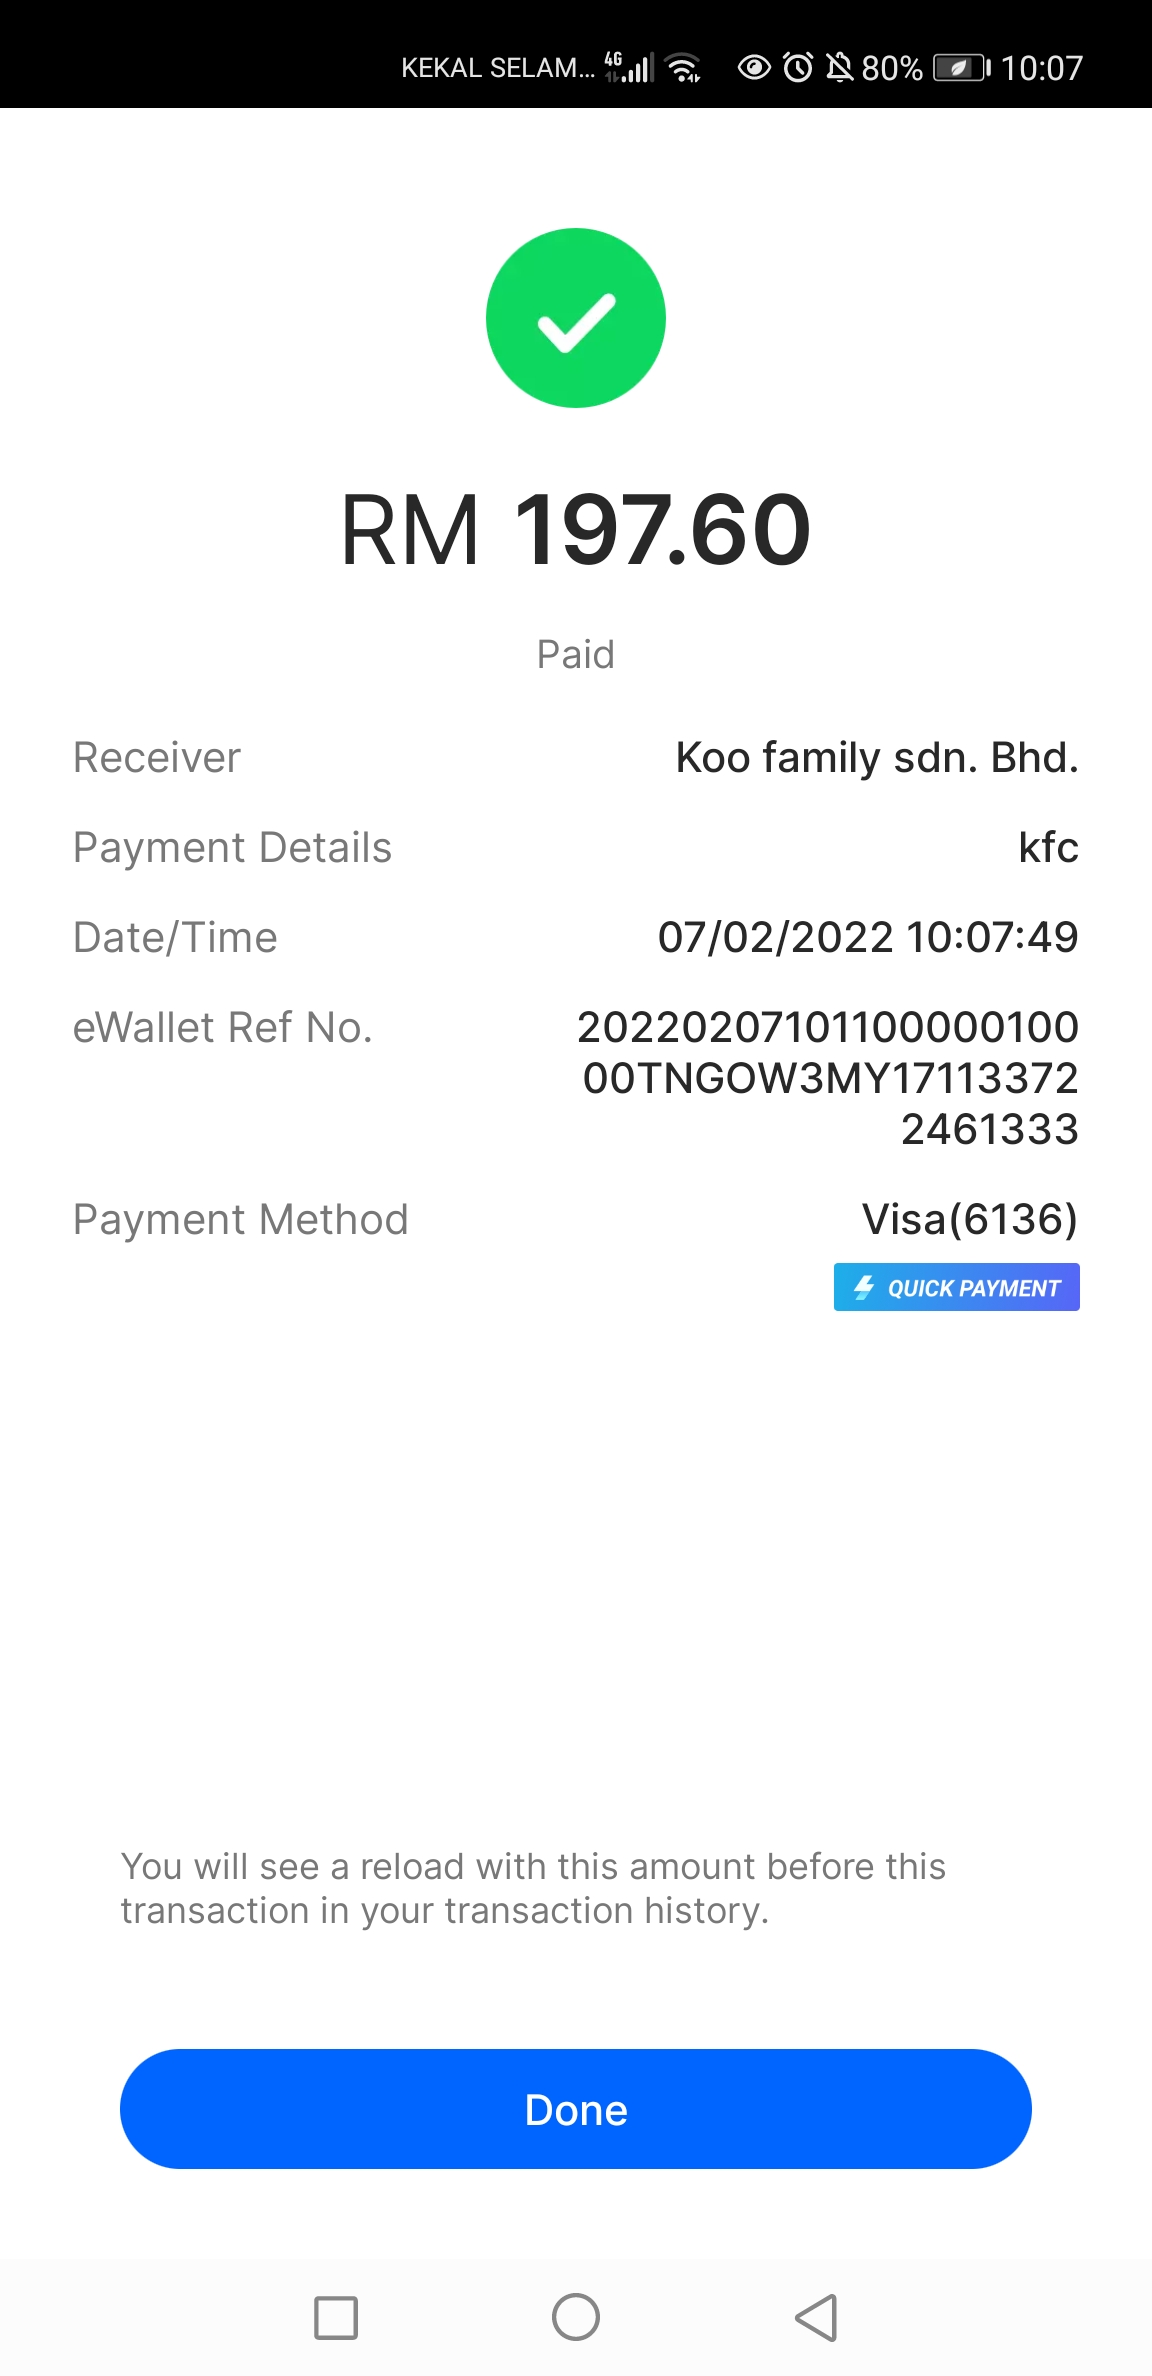 KEKAL SELAM... 4G 80% 10:07
RM 197.60
Paid
Receiver Koo family sdn. Bhd.
Payment Details kfc
Date/Time 07/02/2022 10:07:49
eWallet Ref No. 20220207101100000100
00TNGOW3MY17113372
2461333
Payment Method Visa(6136)
QUICK PAYMENT
You will see a reload with this amount before this
transaction in your transaction history.
Done